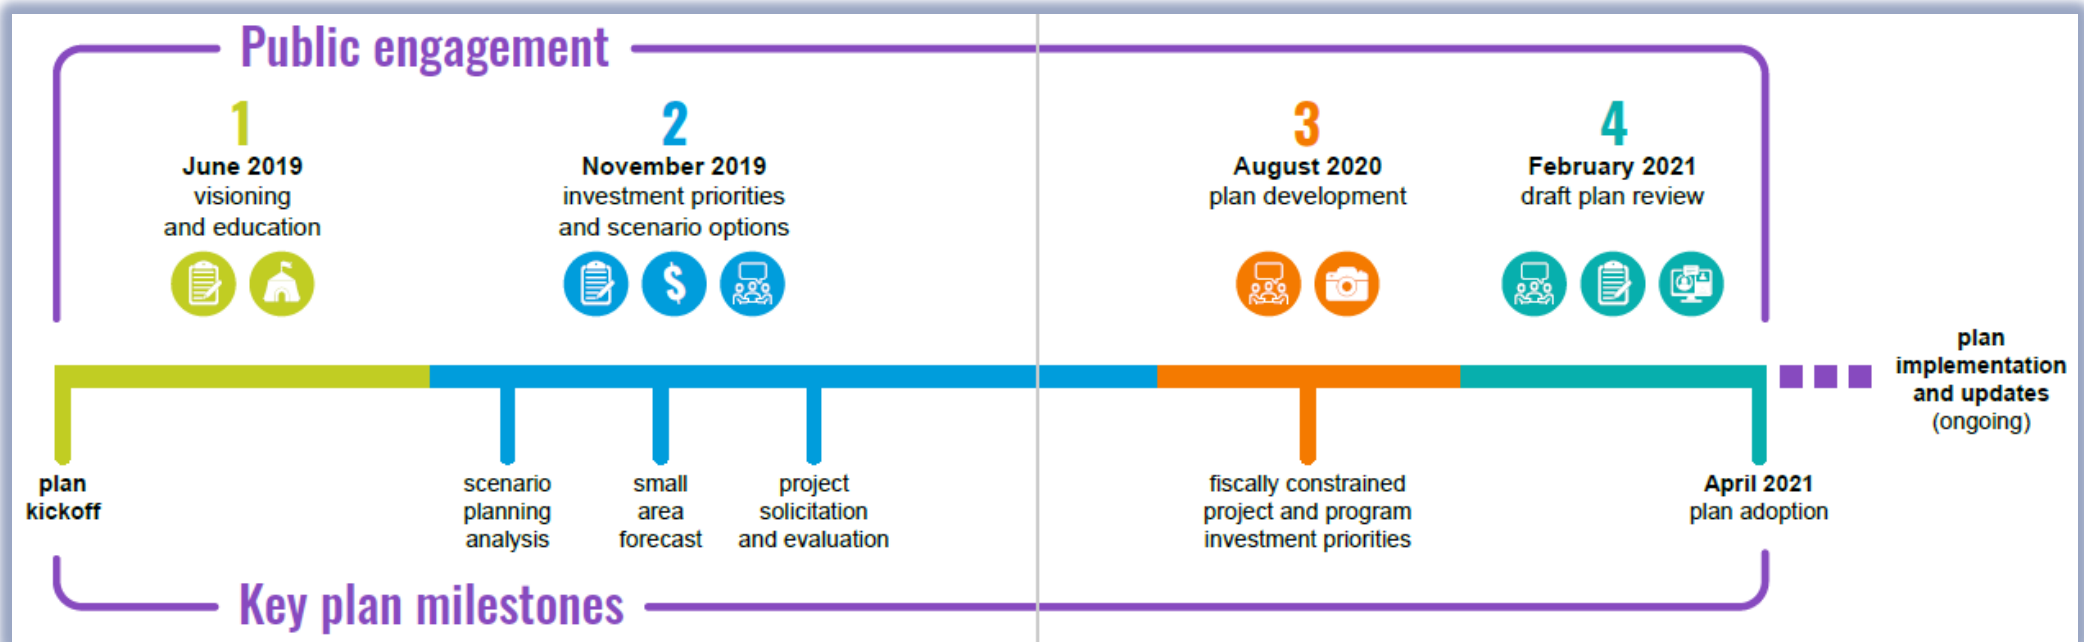 Public engagement
1
June 2019
visioning
and education
2
November 2019
investment priorities
and scenario options
$
3
August 2020
plan development
4
February 2021
draft plan review
plan
implementation
and updates
(ongoing)
plan
kickoff
scenario
planning
analysis
small
area
forecast
project
solicitation
and evaluation
fiscally constrained
project and program
investment priorities
April 2021
plan adoption
Key plan milestones